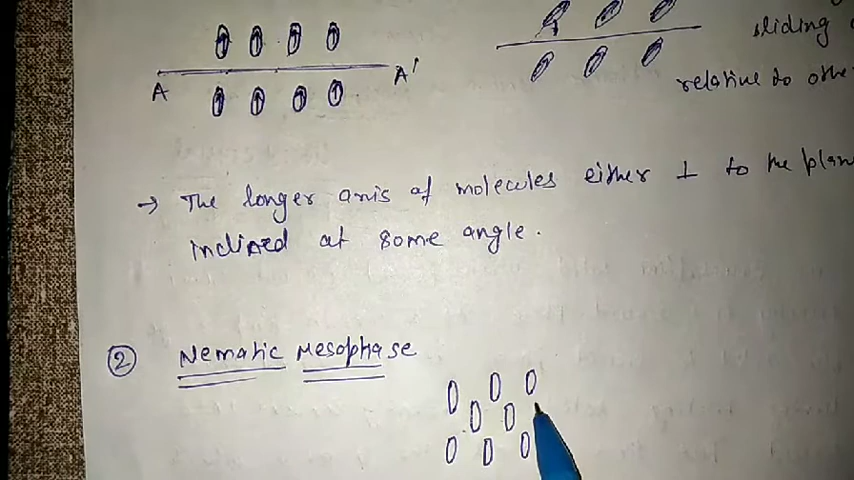 sliding
A A'
relative to other
→ The longer axis of molecules either ⊥ to the plan
inclined at some angle.
② Nematic Mesophase